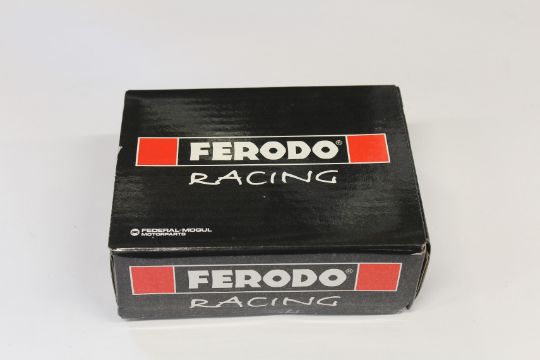 FERODO®
RACING
FEDERAL-MOGUL
MOTORPARTS
FERODO®
RACING